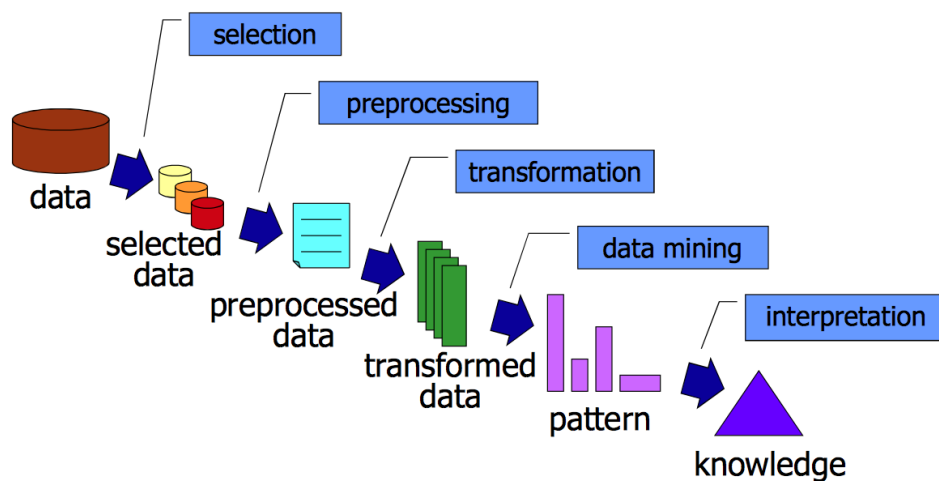 selection
preprocessing
data
transformation
selected
data
data mining
preprocessed
data
interpretation
transformed
data
pattern
knowledge